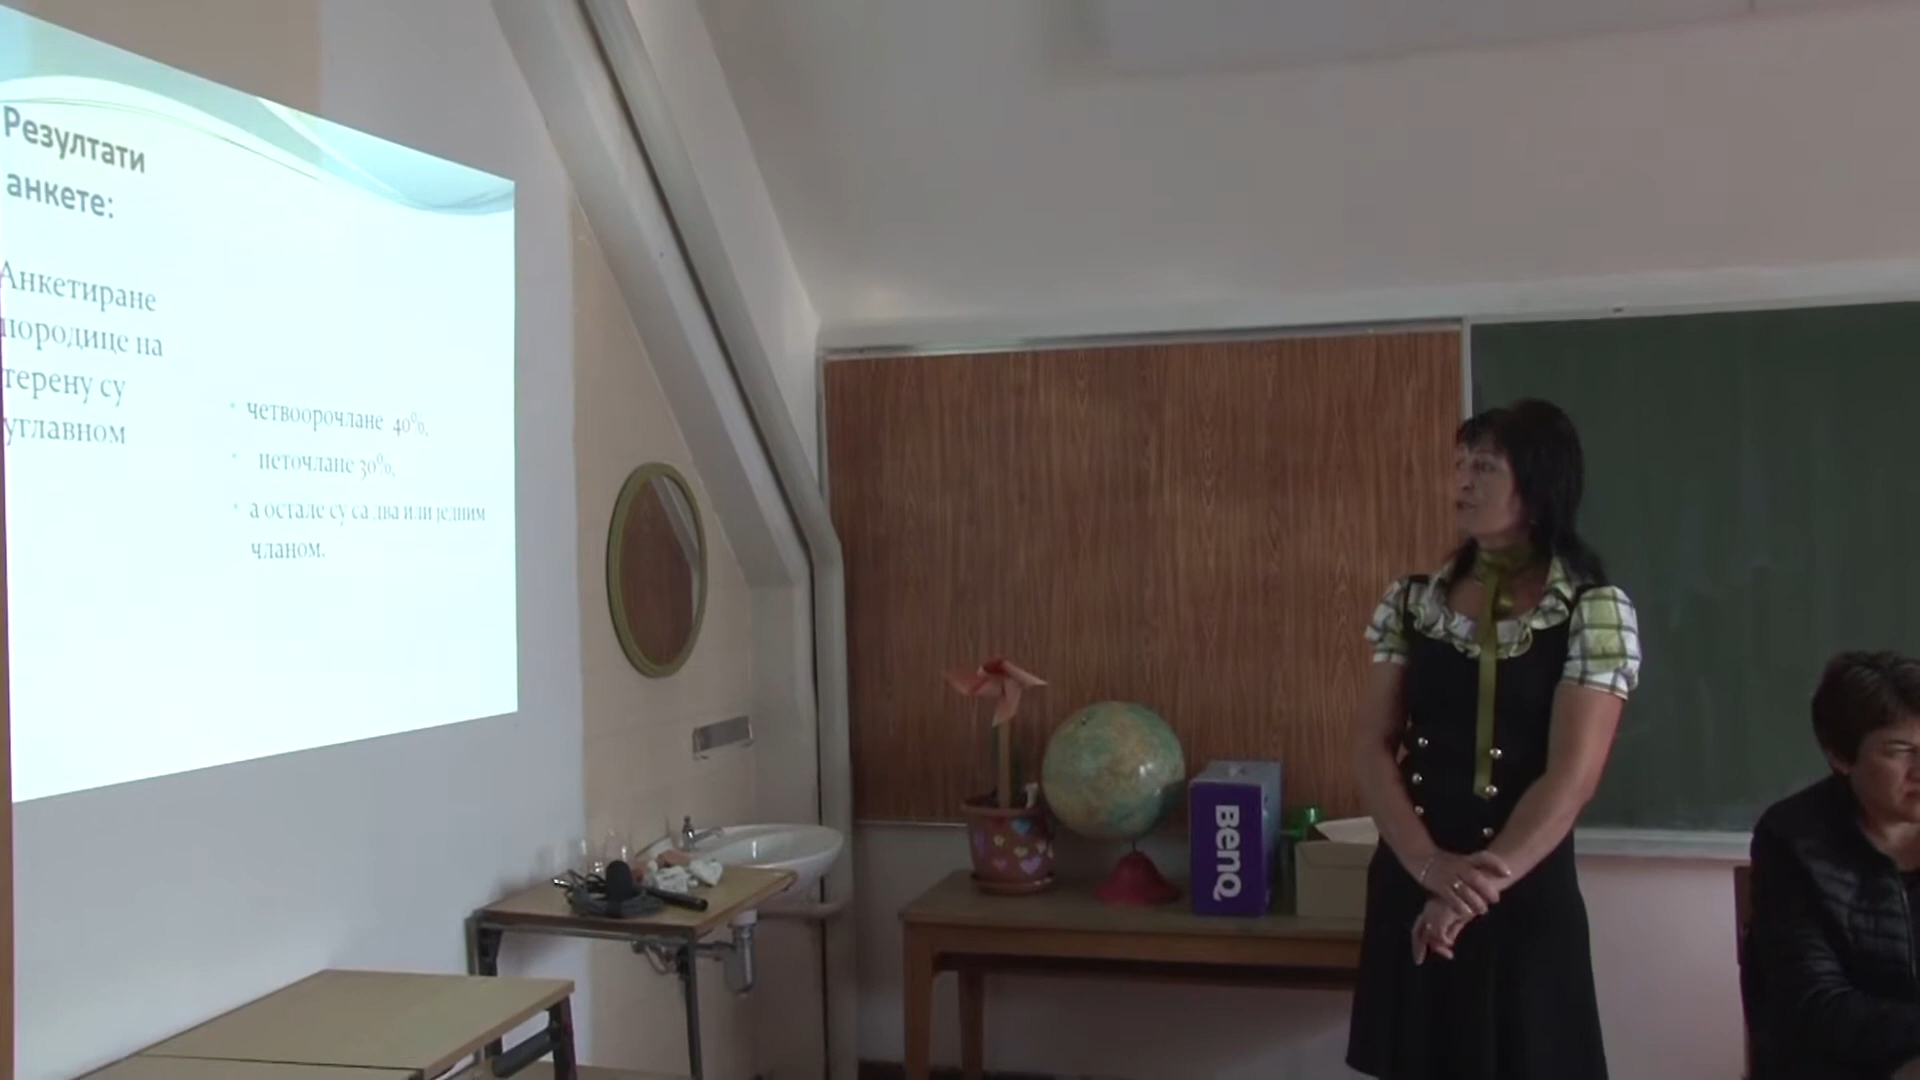 Резултати
анкете:
Анкетиране
породице на
терену су
углавном
четвоорочлане 40%,
петочлане 30%,
а остале су са два или једним
чланом.
BenQ